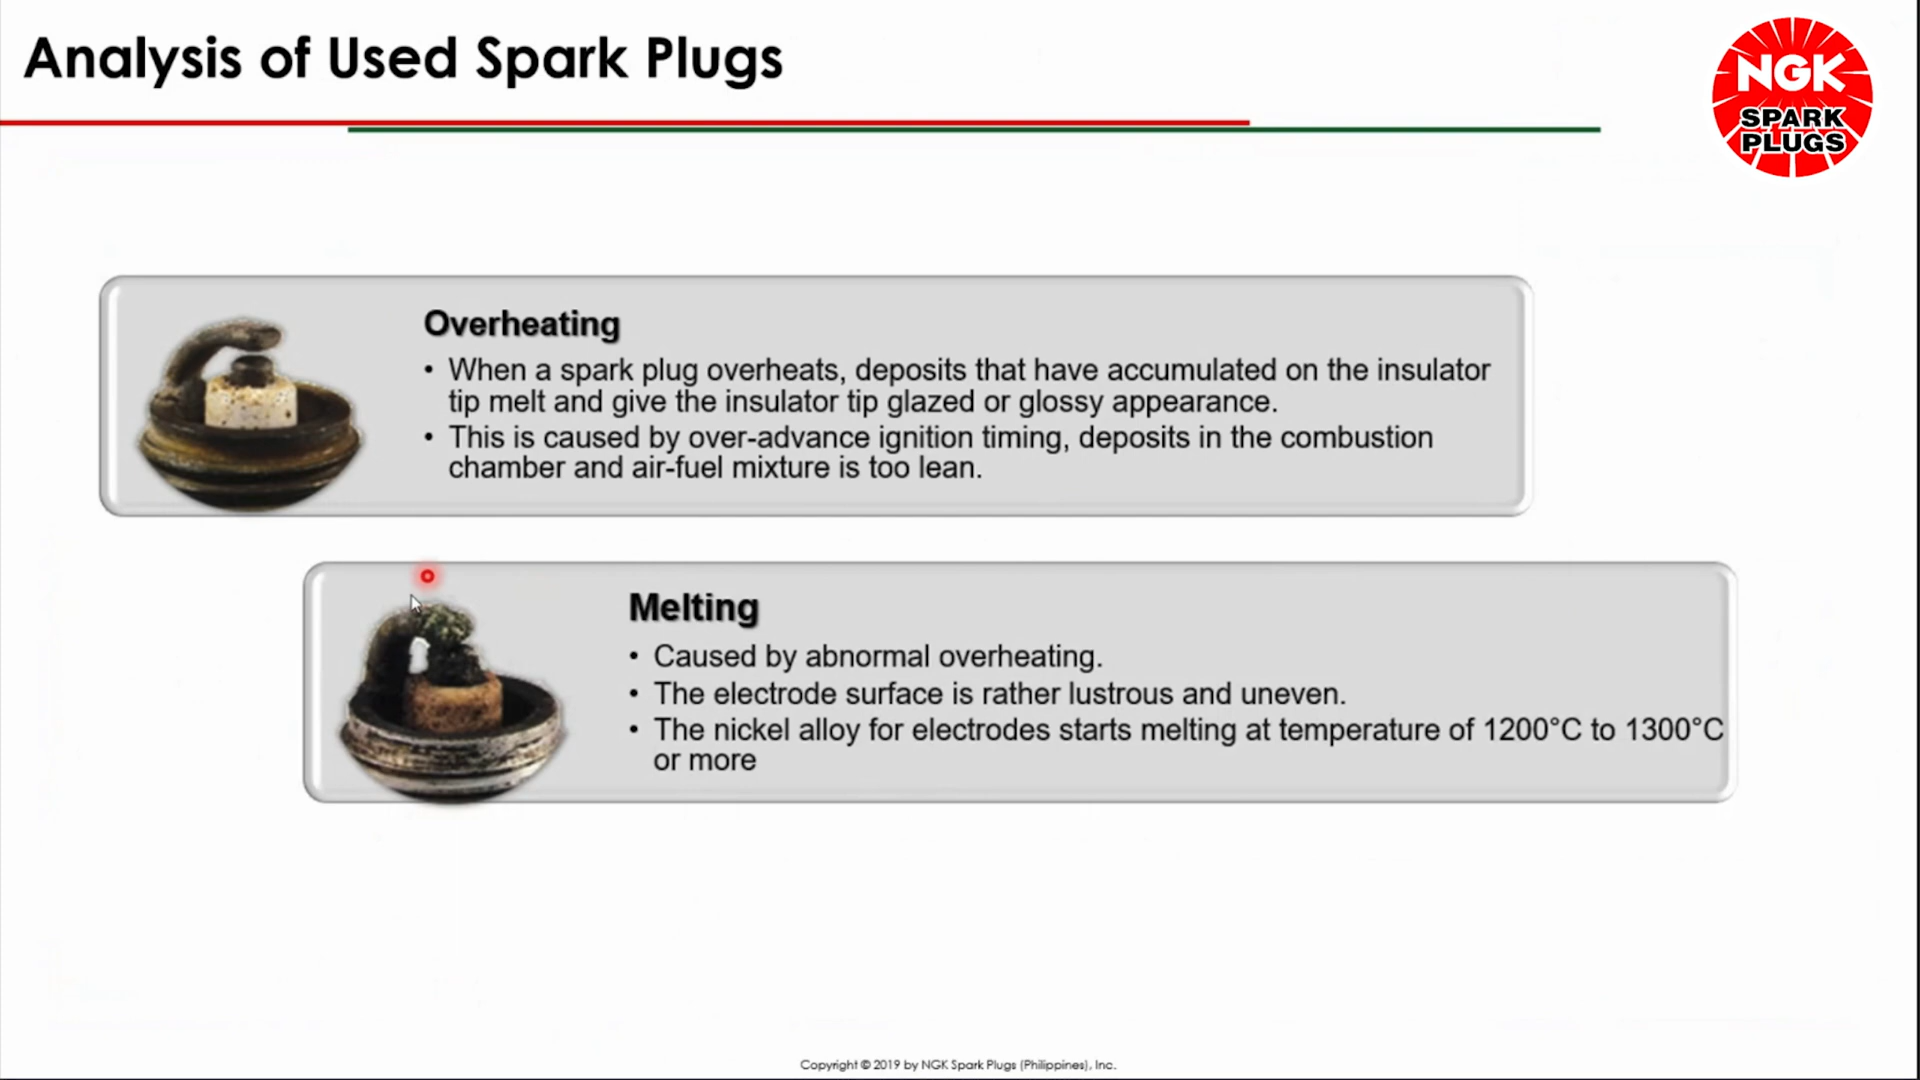 Analysis of Used Spark Plugs
NGK
SPARK
PLUGS
Overheating
• When a spark plug overheats, deposits that have accumulated on the insulator
tip melt and give the insulator tip glazed or glossy appearance.
• This is caused by over-advance ignition timing, deposits in the combustion
chamber and air-fuel mixture is too lean.
Melting
• Caused by abnormal overheating.
• The electrode surface is rather lustrous and uneven.
• The nickel alloy for electrodes starts melting at temperature of 1200°C to 1300°C
or more
Copyright © 2019 by NGK Spark Plugs (Philippines), Inc.